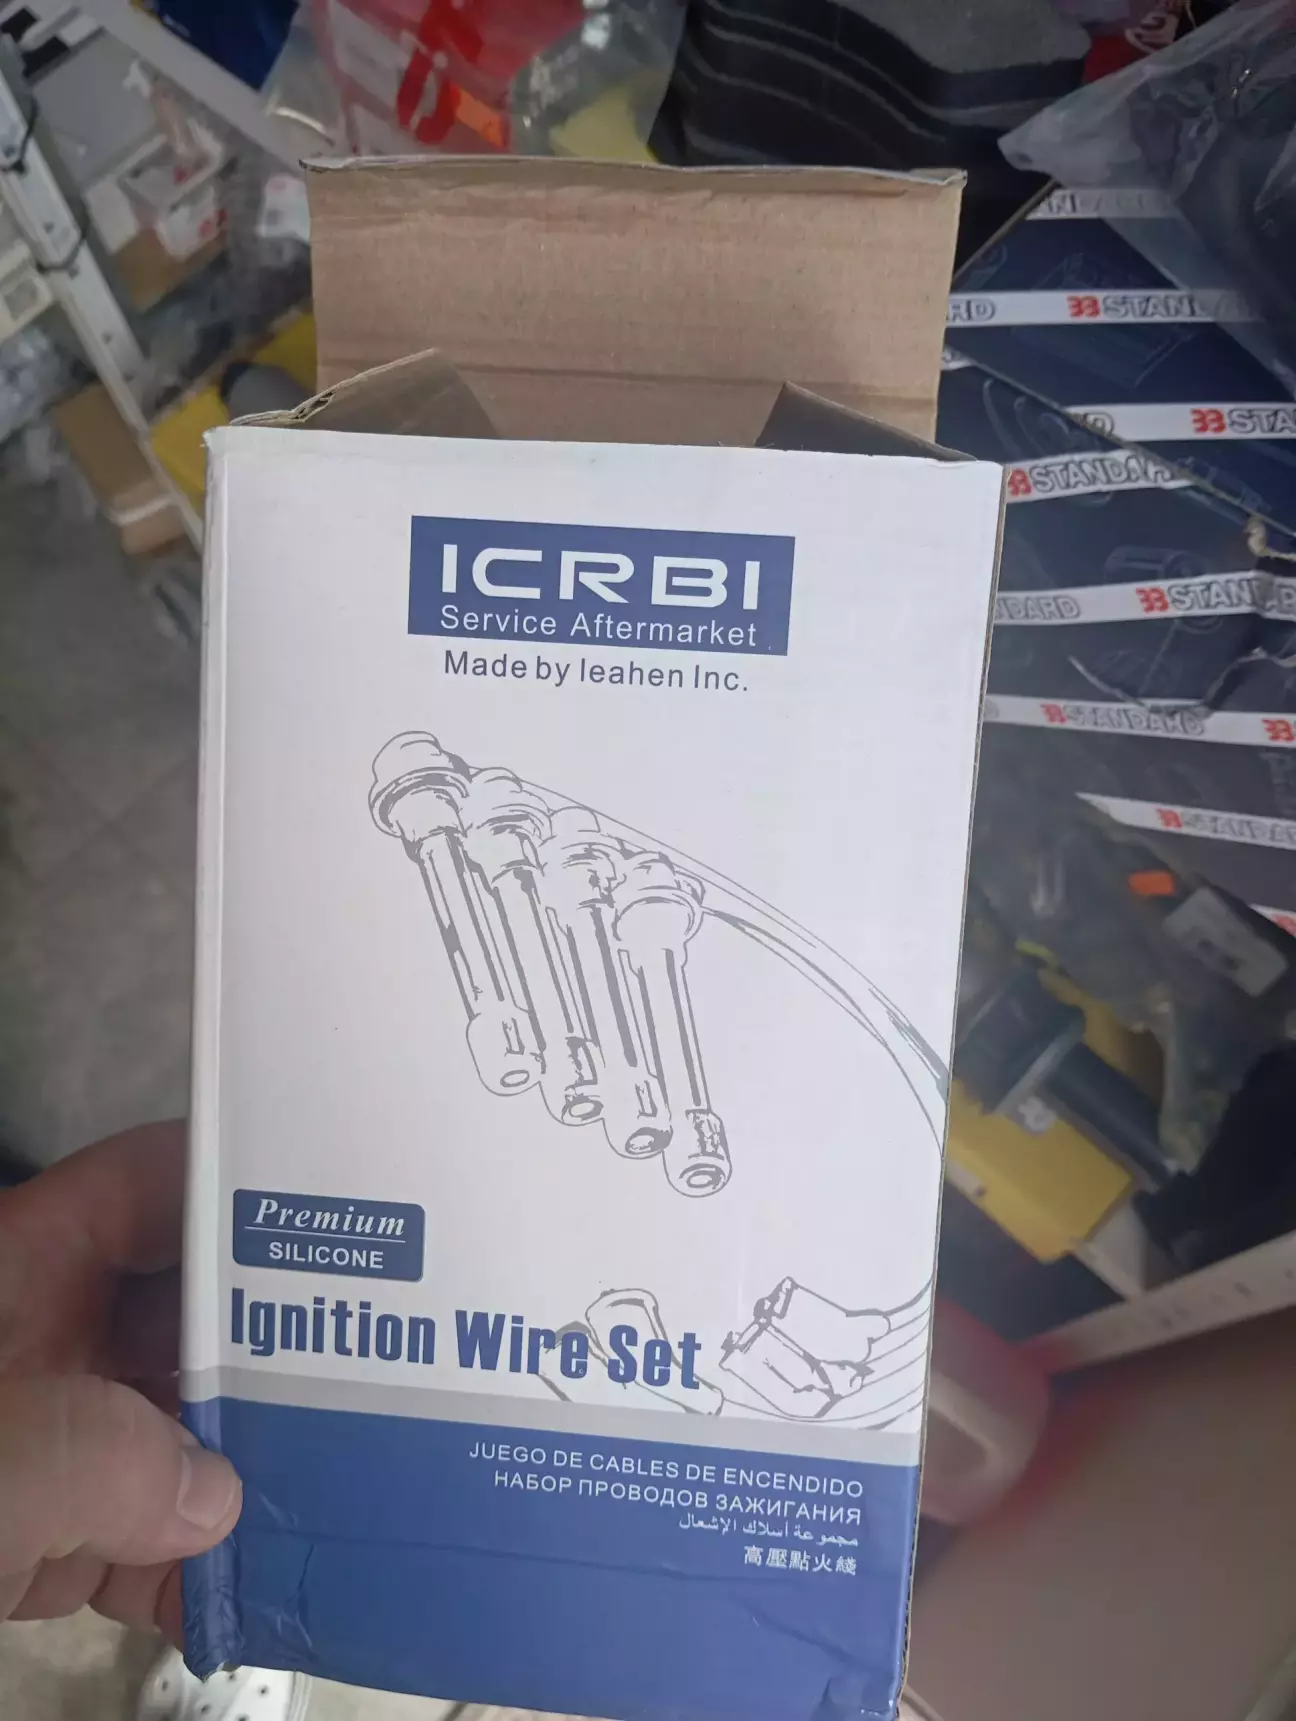 ICRBI
Service Aftermarket
Made by leahen Inc.
Premium
SILICONE
Ignition Wire Set
JUEGO DE CABLES DE ENCENDIDO
НАБОР ПРОВОДОВ ЗАЖИГАНИЯ
مجموعة أسلاك الإشعال
高壓點火綫
STANDARD
STANDARD
STANDARD